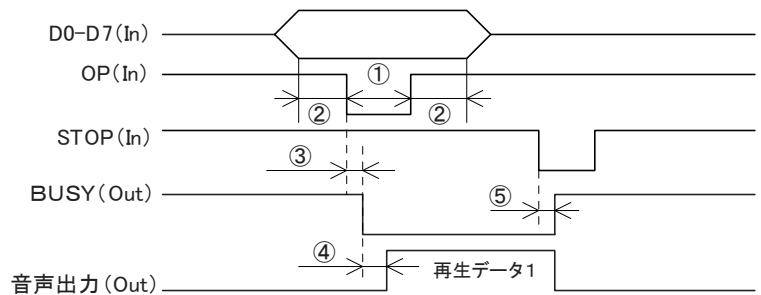 D0-D7(In)
OP(In)
①
②
②
STOP(In)
③
BUSY(Out)
⑤
④
音声出力(Out)
再生データ1